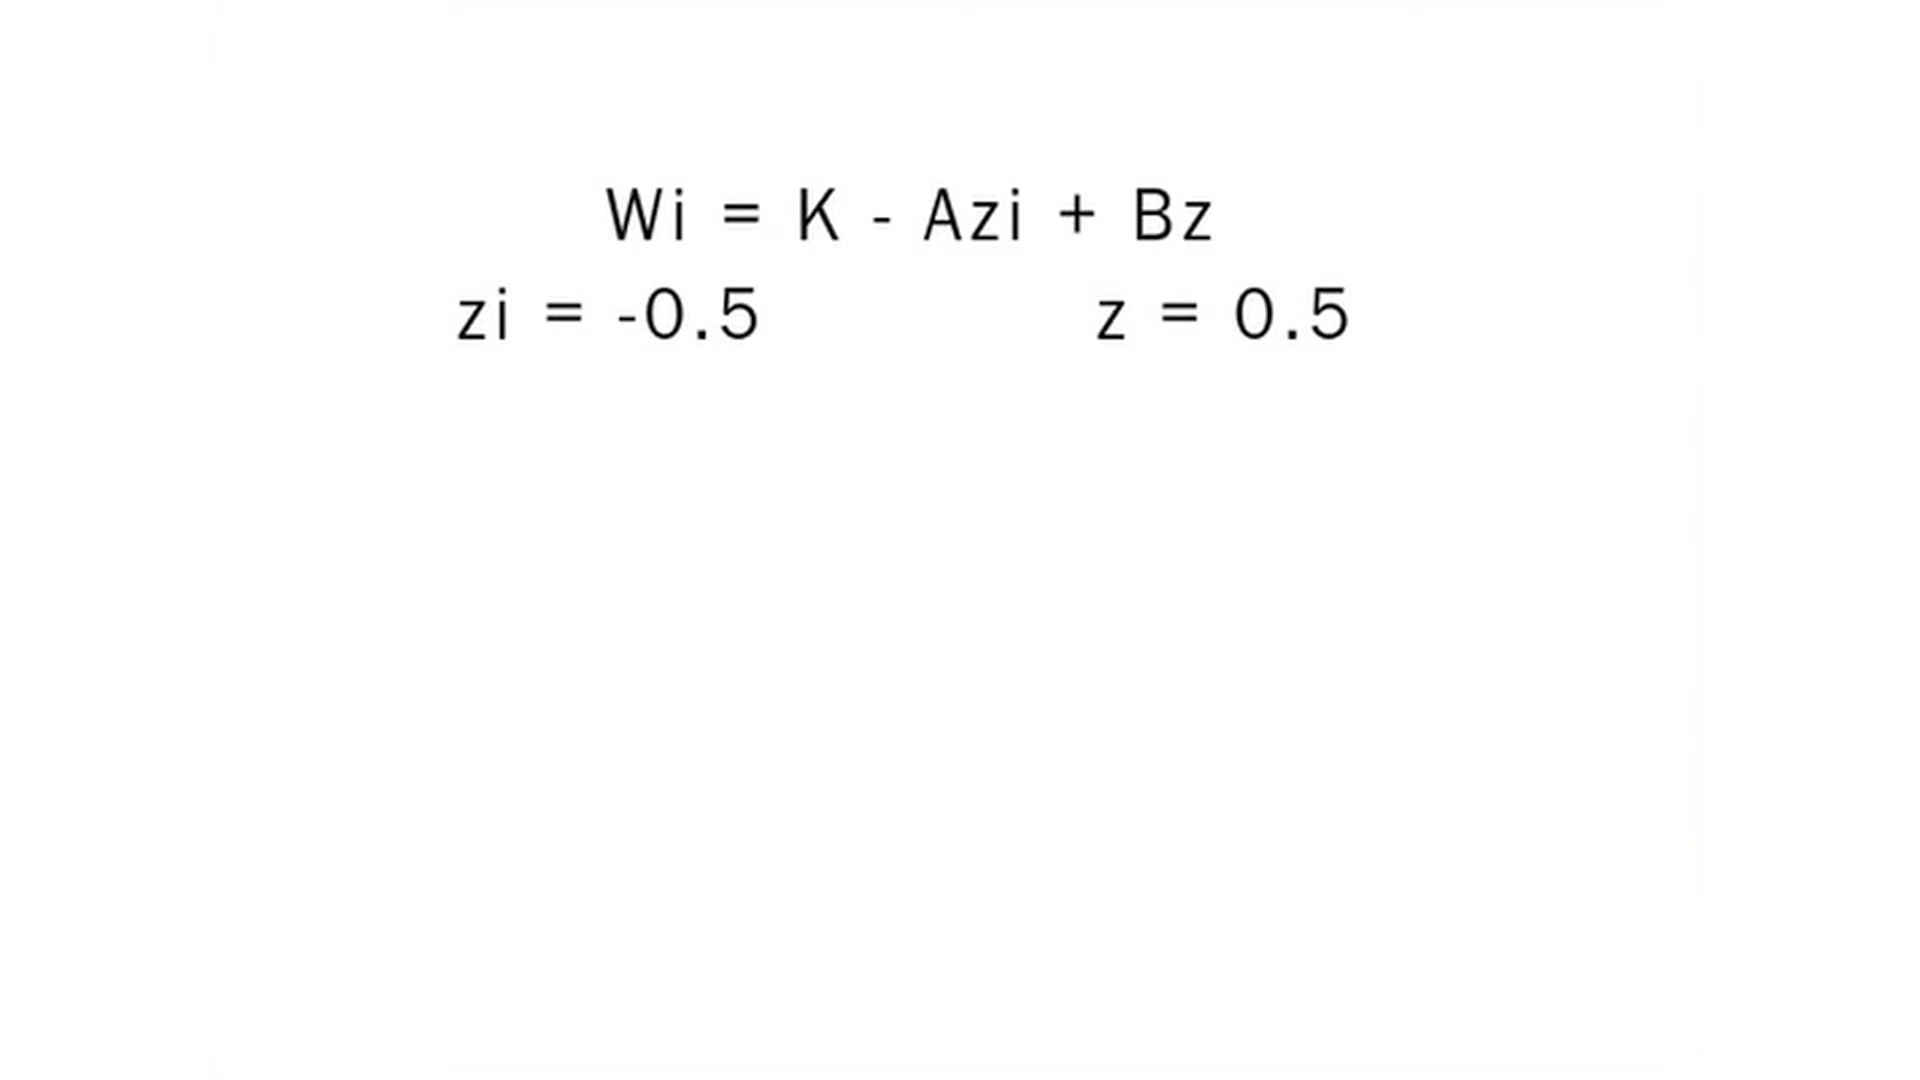 Wi = K - Azi + Bz
zi = -0.5 z = 0.5